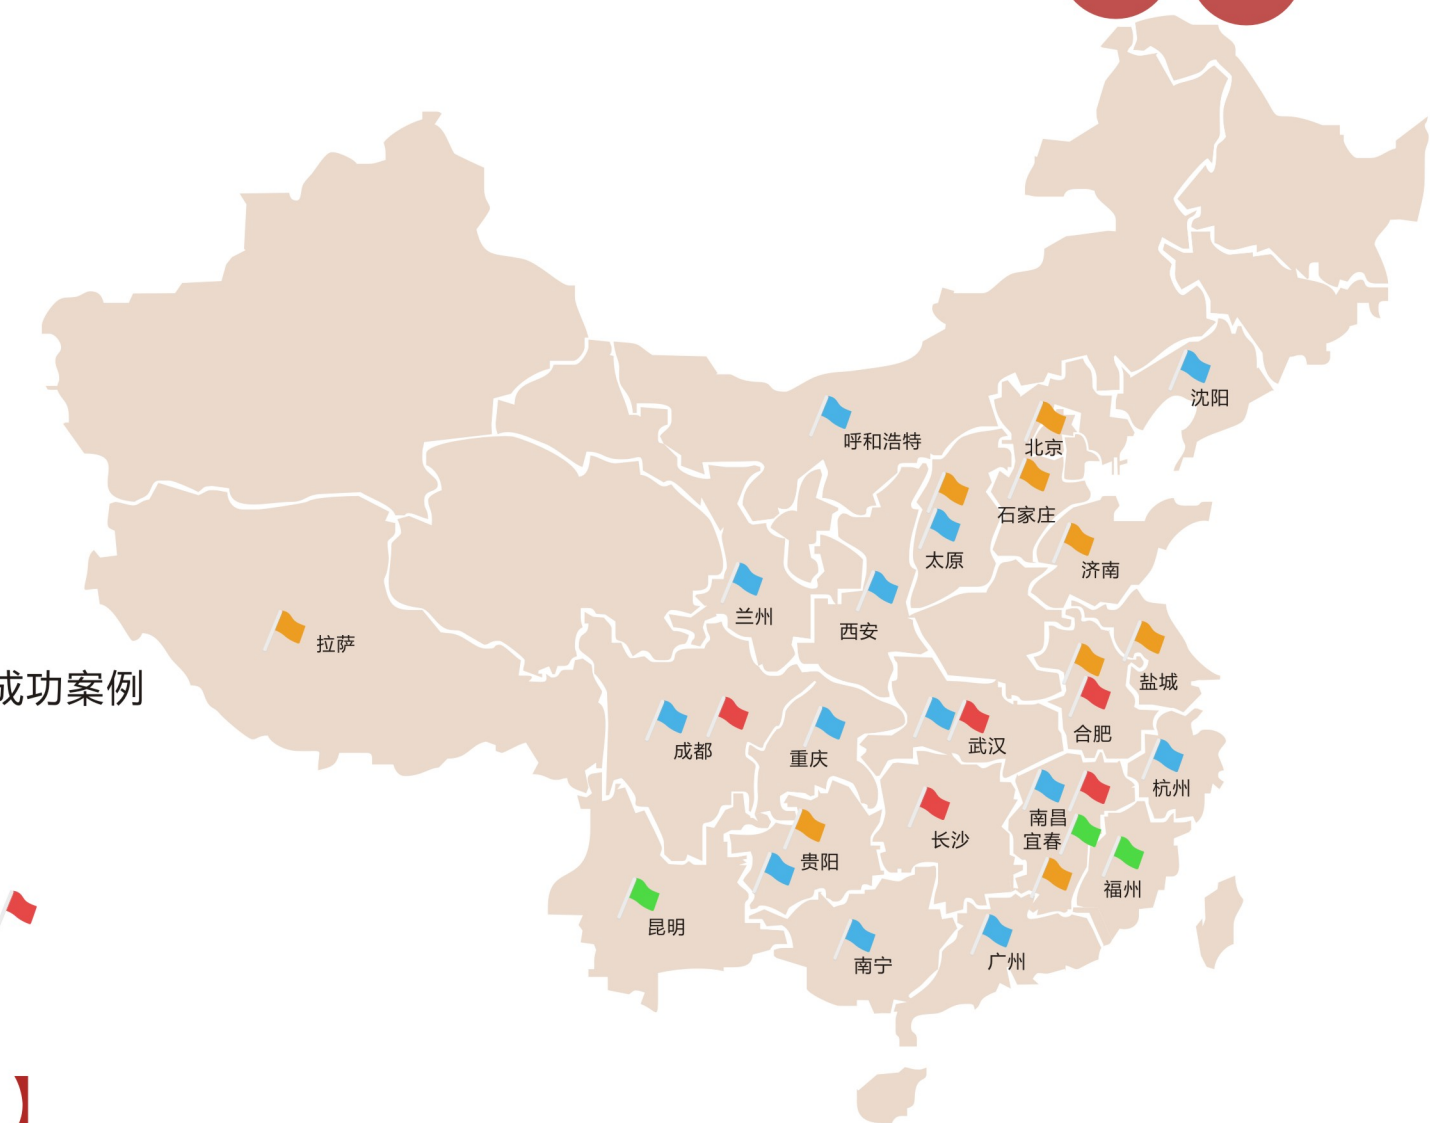 沈阳
呼和浩特
北京
石家庄
太原
济南
兰州
西安
拉萨
盐城
成功案例
合肥
武汉
成都
重庆
杭州
南昌
宜春
长沙
贵阳
福州
昆明
南宁
广州
】